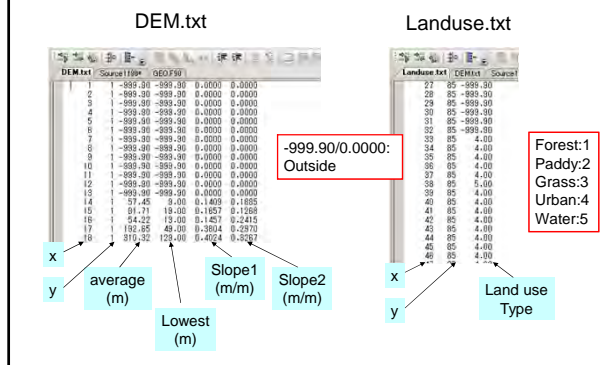 DEM.txt
Landuse.txt
DEM.txt Source1.f90* GEO.F90
1 1 -999.90 -999.90 0.0000 0.0000
2 1 -999.90 -999.90 0.0000 0.0000
3 1 -999.90 -999.90 0.0000 0.0000
4 1 -999.90 -999.90 0.0000 0.0000
5 1 -999.90 -999.90 0.0000 0.0000
6 1 -999.90 -999.90 0.0000 0.0000
7 1 -999.90 -999.90 0.0000 0.0000
8 1 -999.90 -999.90 0.0000 0.0000
9 1 -999.90 -999.90 0.0000 0.0000
10 1 -999.90 -999.90 0.0000 0.0000
11 1 -999.90 -999.90 0.0000 0.0000
12 1 -999.90 -999.90 0.0000 0.0000
13 1 -999.90 -999.90 0.0000 0.0000
14 1 57.45 9.00 0.1409 0.1885
15 1 91.71 19.00 0.1657 0.1268
16 1 54.22 13.00 0.1457 0.2415
17 1 192.65 49.00 0.3804 0.2970
18 1 310.32 129.00 0.4024 0.3267
x
y
average
(m)
Lowest
(m)
Slope1
(m/m)
Slope2
(m/m)
-999.90/0.0000:
Outside
Landuse.txt DEM.txt Source1
27 85 -999.90
28 85 -999.90
29 85 -999.90
30 85 -999.90
31 85 -999.90
32 85 -999.90
33 85 4.00
34 85 4.00
35 85 4.00
36 85 4.00
37 85 4.00
38 85 5.00
39 85 4.00
40 85 4.00
41 85 4.00
42 85 4.00
43 85 4.00
44 85 4.00
45 85 4.00
46 85 4.00
x
y
Land use
Type
Forest:1
Paddy:2
Grass:3
Urban:4
Water:5